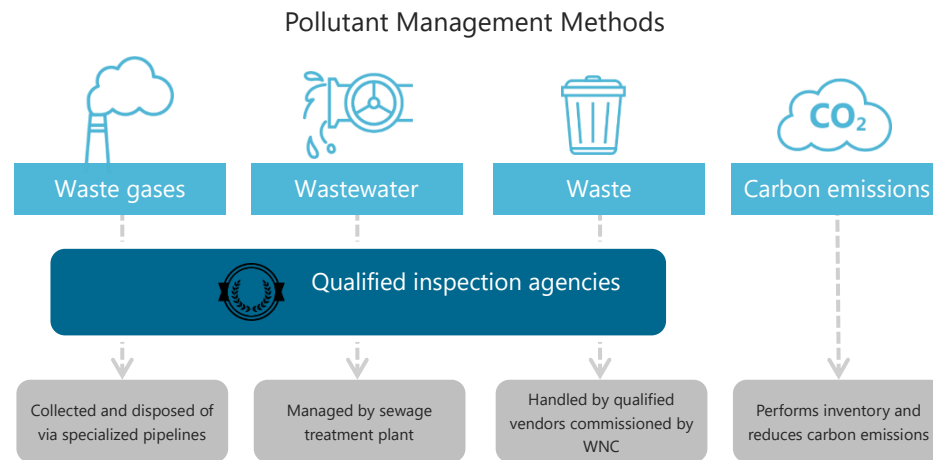 Pollutant Management Methods
CO₂
Waste gases
Wastewater
Waste
Carbon emissions
Qualified inspection agencies
Collected and disposed of
via specialized pipelines
Managed by sewage
treatment plant
Handled by qualified
vendors commissioned by
WNC
Performs inventory and
reduces carbon emissions